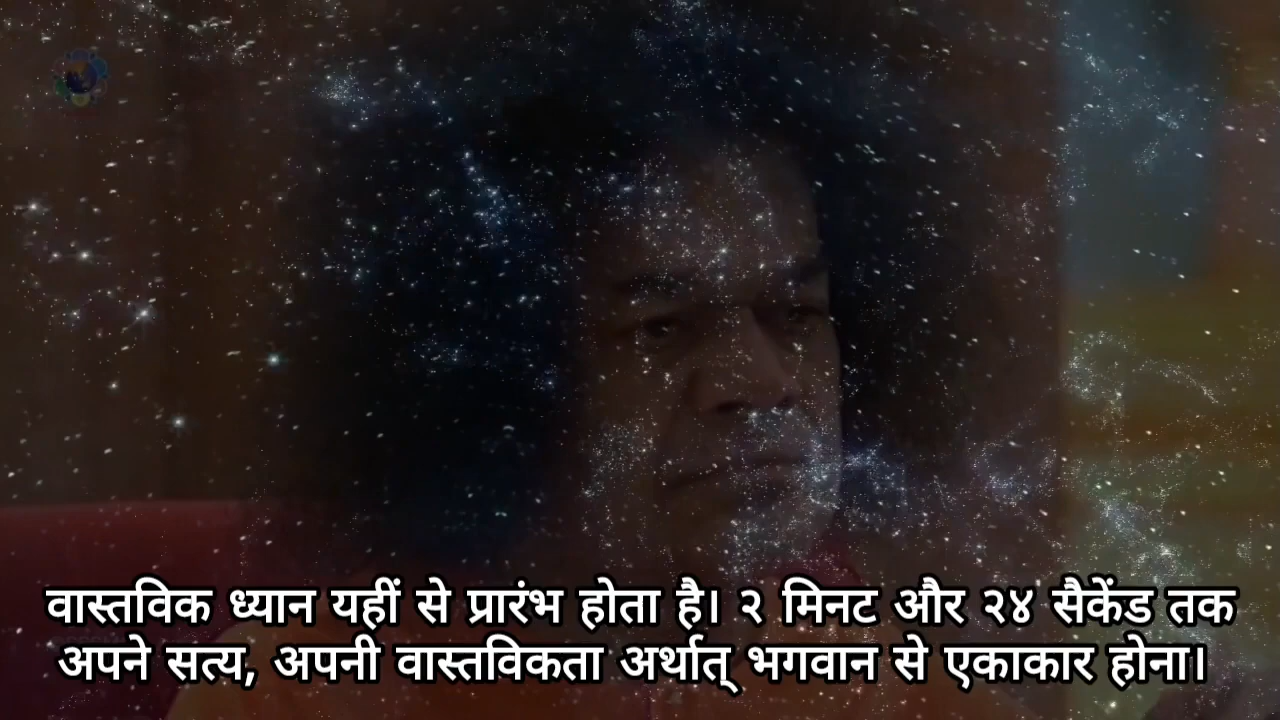 वास्तविक ध्यान यहीं से प्रारंभ होता है। २ मिनट और २४ सैकेंड तक
अपने सत्य, अपनी वास्तविकता अर्थात् भगवान से एकाकार होना।